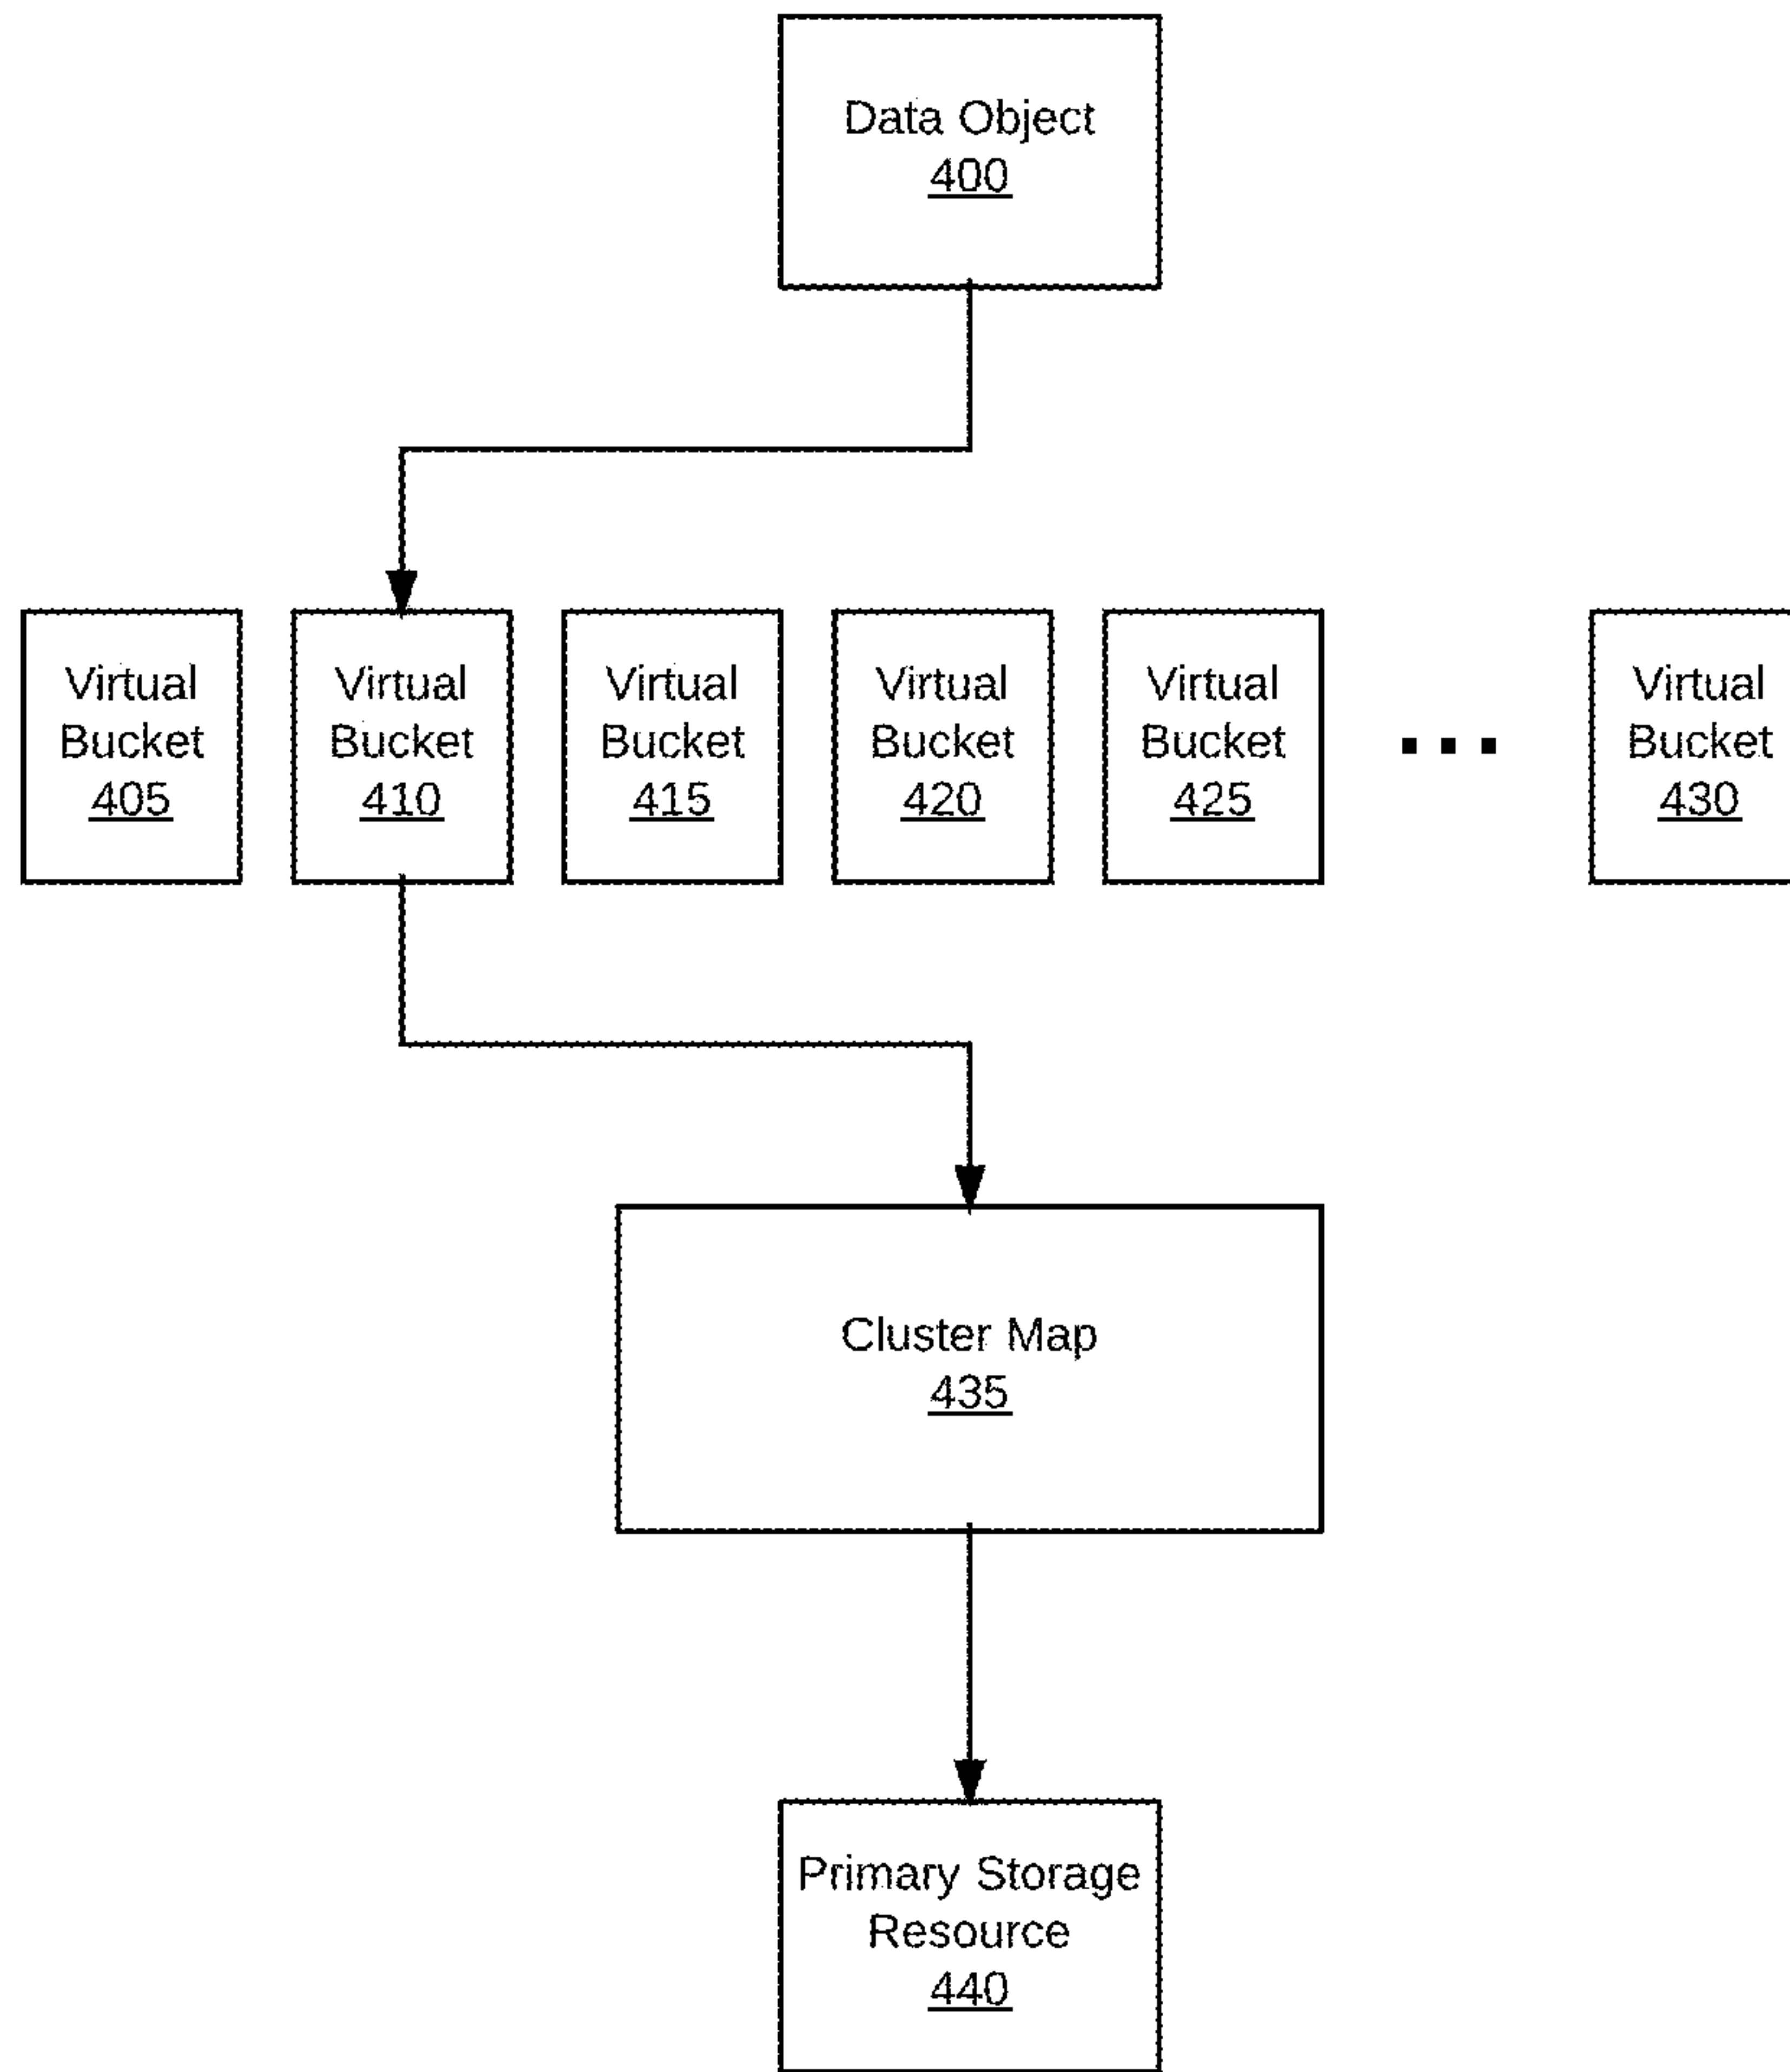 Data Object
400
Virtual
Bucket
405
Virtual
Bucket
410
Virtual
Bucket
415
Virtual
Bucket
420
Virtual
Bucket
425
Virtual
Bucket
430
Cluster Map
435
Primary Storage
Resource
440